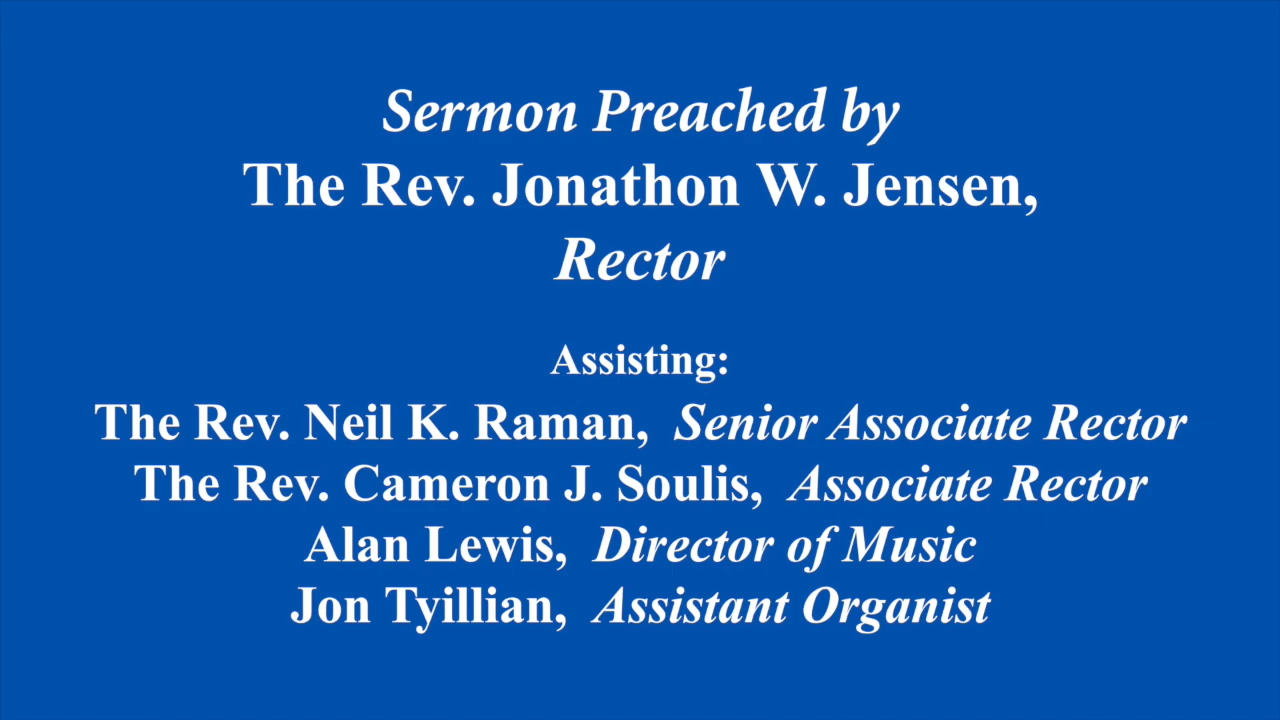 Sermon Preached by
The Rev. Jonathon W. Jensen,
Rector
Assisting:
The Rev. Neil K. Raman, Senior Associate Rector
The Rev. Cameron J. Soulis, Associate Rector
Alan Lewis, Director of Music
Jon Tyillian, Assistant Organist